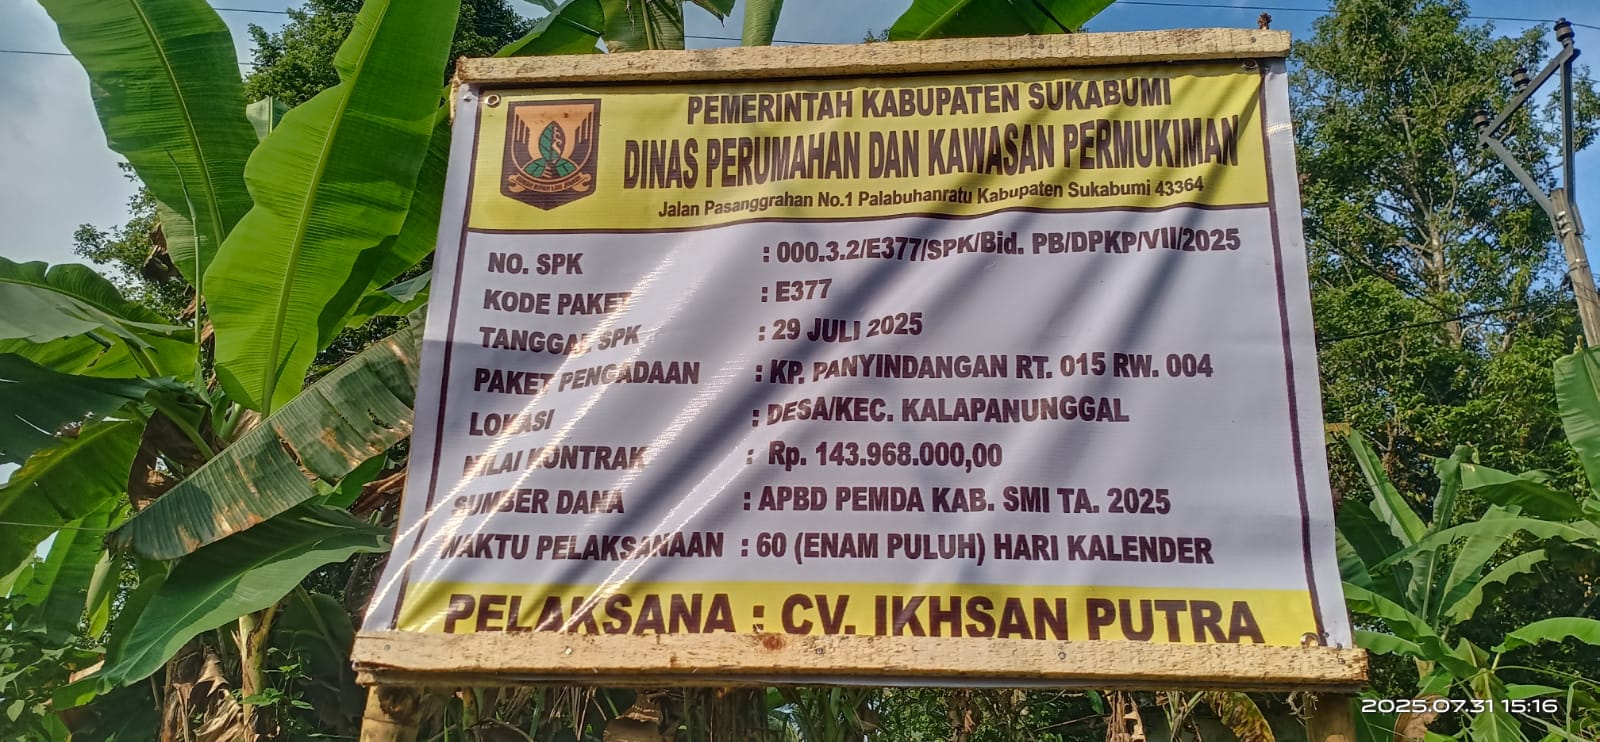 PEMERINTAH KABUPATEN SUKABUMI
DINAS PERUMAHAN DAN KAWASAN PERMUKIMAN
Jalan Pasanggrahan No.1 Palabuhanratu Kabupaten Sukabumi 43364
NO. SPK : 000.3.2/E377/SPK/Bid. PB/DPKP/VII/2025
KODE PAKET : E377
TANGGAL SPK : 29 JULI 2025
PAKET PENGADAAN : KP. PANYINDANGAN RT. 015 RW. 004
LOKASI : DESA/KEC. KALAPANUNGGAL
NILAI KONTRAK : Rp. 143.968.000,00
SUMBER DANA : APBD PEMDA KAB. SMI TA. 2025
WAKTU PELAKSANAAN : 60 (ENAM PULUH) HARI KALENDER
PELAKSANA : CV. IKHSAN PUTRA
2025.07.31 15:16